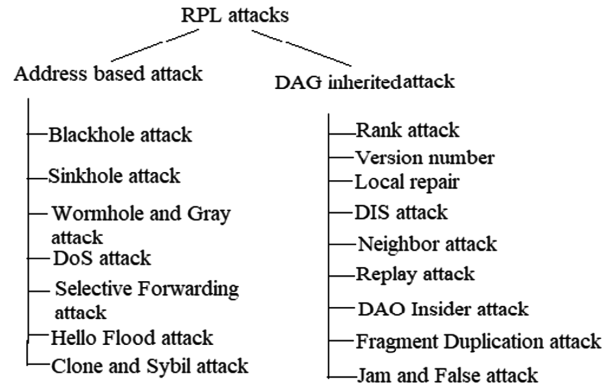 RPL attacks
Address based attack
Blackhole attack
Sinkhole attack
Wormhole and Gray
attack
DoS attack
Selective Forwarding
attack
Hello Flood attack
Clone and Sybil attack
DAG inherited attack
Rank attack
Version number
Local repair
DIS attack
Neighbor attack
Replay attack
DAO Insider attack
Fragment Duplication attack
Jam and False attack